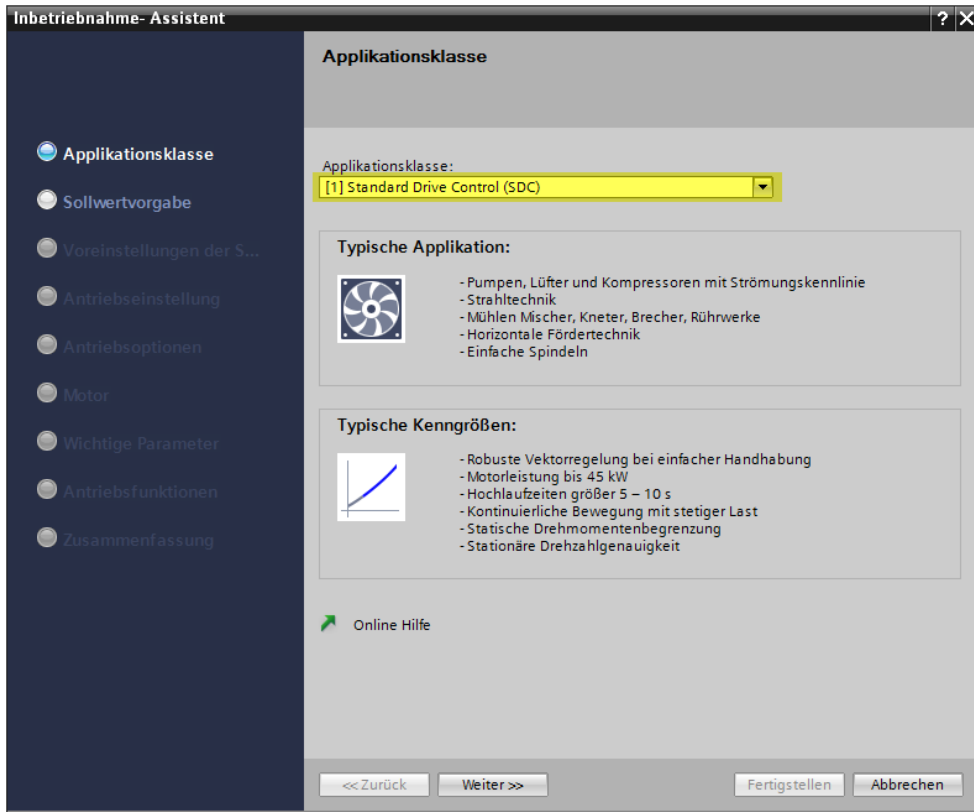 Inbetriebnahme- Assistent
? X
Applikationsklasse
Applikationsklasse
Sollwertvorgabe
Voreinstellungen der S...
Antriebseinstellung
Antriebsoptionen
Motor
Wichtige Parameter
Antriebsfunktionen
Zusammenfassung
Applikationsklasse:
[1] Standard Drive Control (SDC)
Typische Applikation:
- Pumpen, Lüfter und Kompressoren mit Strömungskennlinie
- Strahltechnik
- Mühlen Mischer, Kneter, Brecher, Rührwerke
- Horizontale Fördertechnik
- Einfache Spindeln
Typische Kenngrößen:
- Robuste Vektorregelung bei einfacher Handhabung
- Motorleistung bis 45 kW
- Hochlaufzeiten größer 5 – 10 s
- Kontinuierliche Bewegung mit stetiger Last
- Statische Drehmomentenbegrenzung
- Stationäre Drehzahlgenauigkeit
Online Hilfe
<< Zurück
Weiter >>
Fertigstellen
Abbrechen